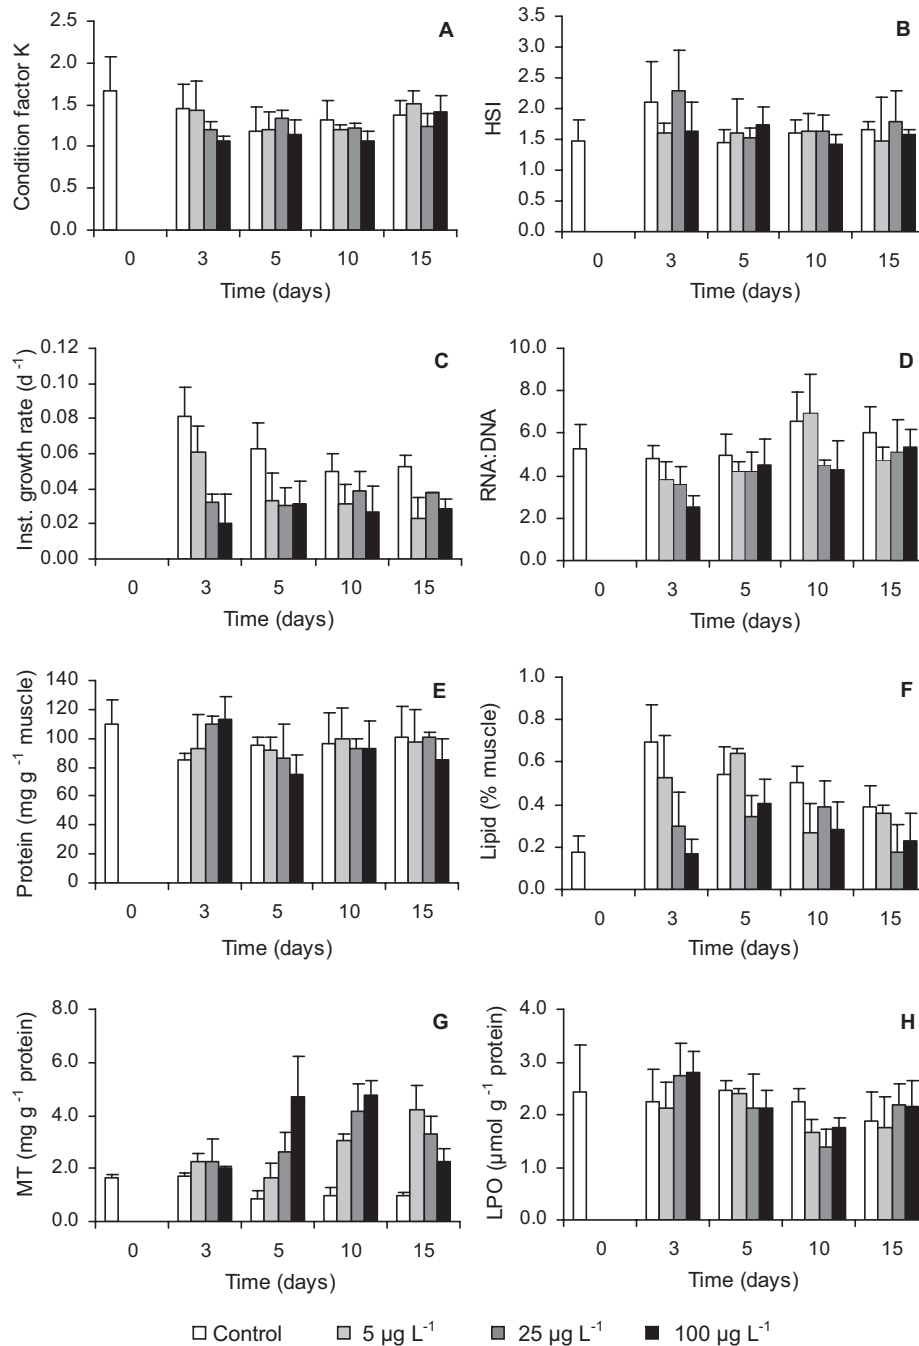 A
Condition factor K
2.5
2.0
1.5
1.0
0.5
0.0
0 3 5 10 15
Time (days)
B
HSI
3.5
3.0
2.5
2.0
1.5
1.0
0.5
0.0
0 3 5 10 15
Time (days)
C
Inst. growth rate (d⁻¹)
0.12
0.10
0.08
0.06
0.04
0.02
0.00
0 3 5 10 15
Time (days)
D
RNA:DNA
10.0
8.0
6.0
4.0
2.0
0.0
0 3 5 10 15
Time (days)
E
Protein (mg g⁻¹ muscle)
140
120
100
80
60
40
20
0
0 3 5 10 15
Time (days)
F
Lipid (% muscle)
1.0
0.8
0.6
0.4
0.2
0.0
0 3 5 10 15
Time (days)
G
MT (mg g⁻¹ protein)
8.0
6.0
4.0
2.0
0.0
0 3 5 10 15
Time (days)
H
LPO (µmol g⁻¹ protein)
4.0
3.0
2.0
1.0
0.0
0 3 5 10 15
Time (days)
Control 5 µg L⁻¹ 25 µg L⁻¹ 100 µg L⁻¹